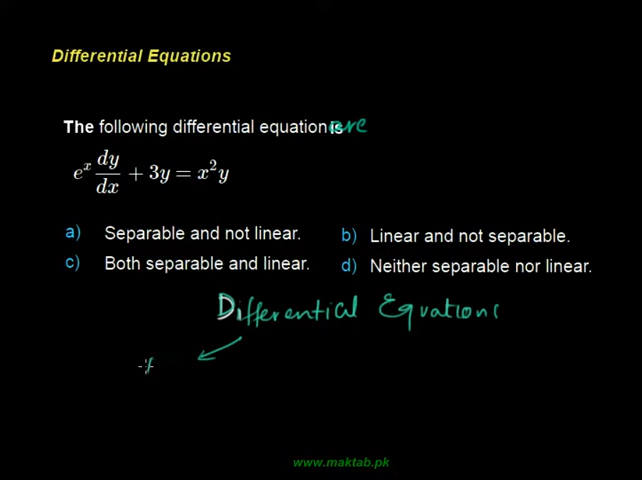 Differential Equations
The following differential equation is are
e^x dy/dx + 3y = x^2 y
a) Separable and not linear. b) Linear and not separable.
c) Both separable and linear. d) Neither separable nor linear.
Differential Equations
www.maktab.pk